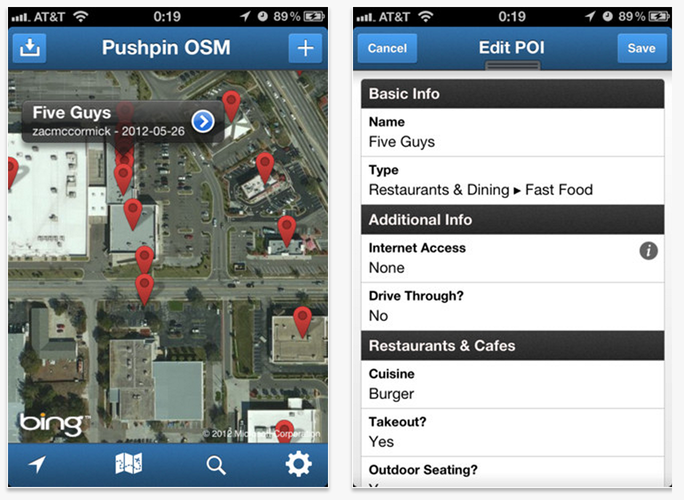 AT&T 0:19 89%
Pushpin OSM
Five Guys
zacmccormick - 2012-05-26
bing™
© 2012 Microsoft Corporation
AT&T 0:19 89%
Cancel Edit POI Save
Basic Info
Name
Five Guys
Type
Restaurants & Dining ▸ Fast Food
Additional Info
Internet Access
None
Drive Through?
No
Restaurants & Cafes
Cuisine
Burger
Takeout?
Yes
Outdoor Seating?